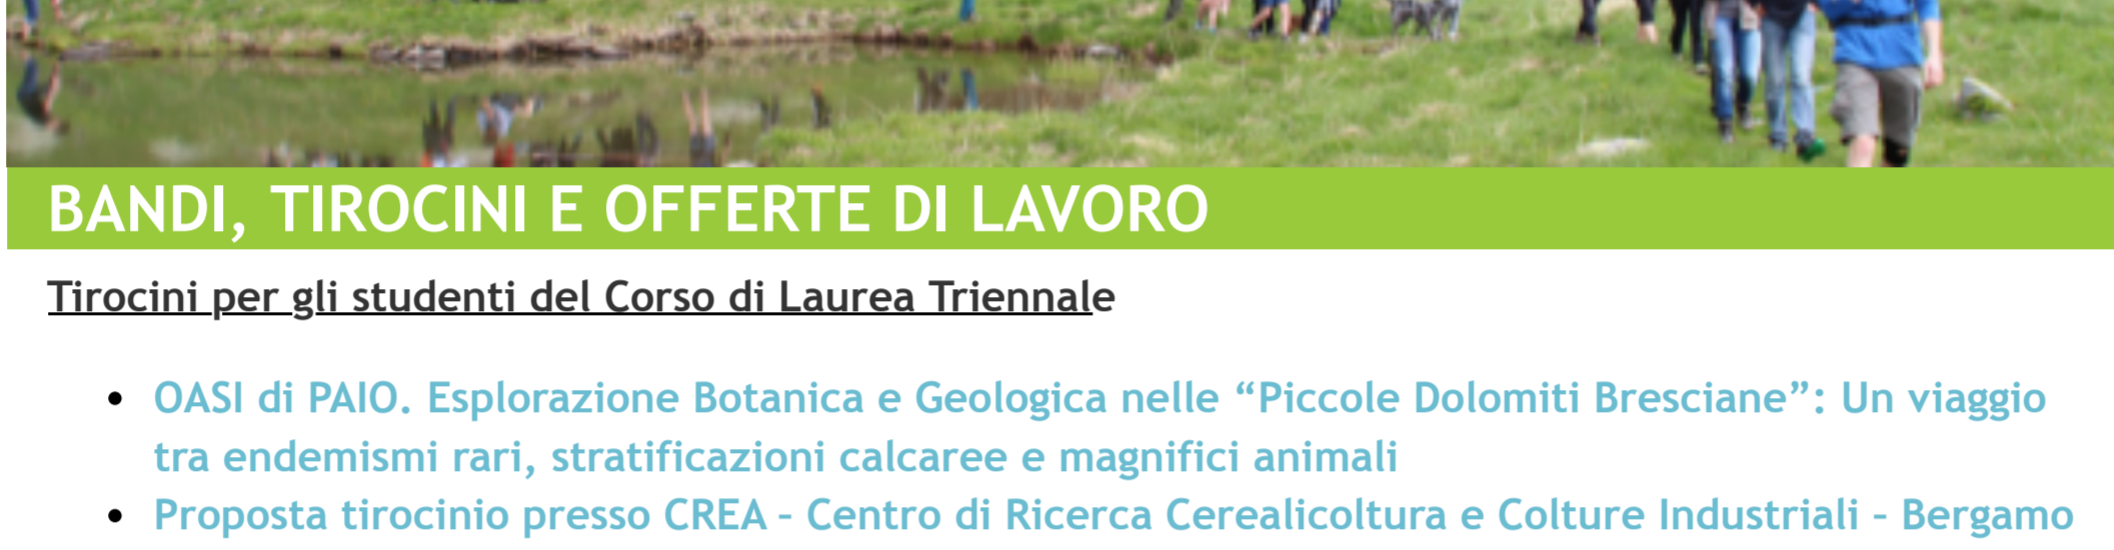 BANDI, TIROCINI E OFFERTE DI LAVORO
Tirocini per gli studenti del Corso di Laurea Triennale
• OASI di PAIO. Esplorazione Botanica e Geologica nelle “Piccole Dolomiti Bresciane”: Un viaggio
tra endemismi rari, stratificazioni calcaree e magnifici animali
• Proposta tirocinio presso CREA – Centro di Ricerca Cerealicoltura e Colture Industriali – Bergamo